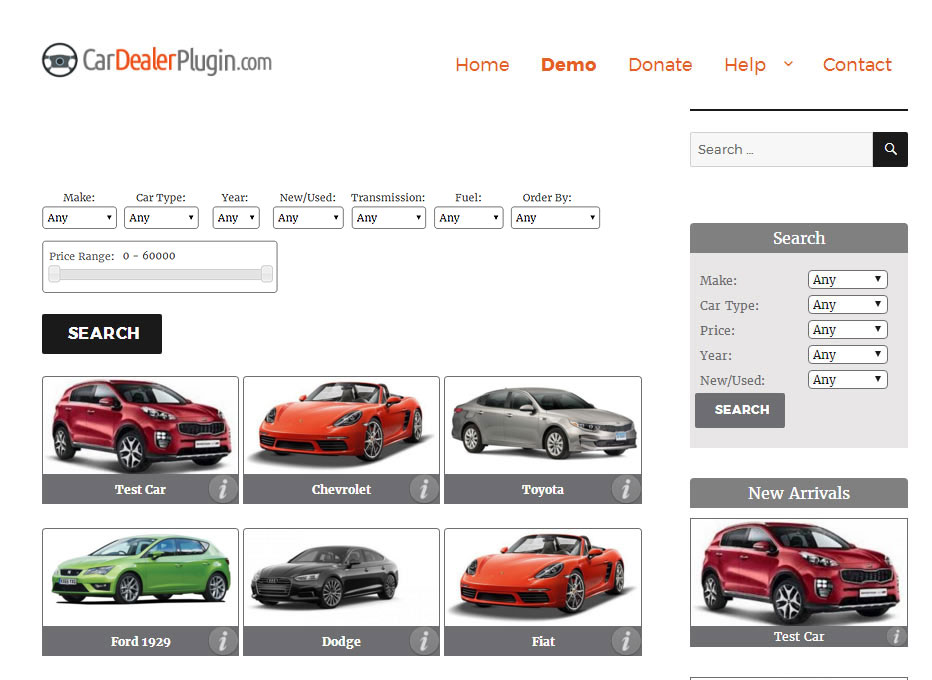 CarDealerPlugin.com
Home Demo Donate Help Contact
Search ...
Make: Car Type: Year: New/Used: Transmission: Fuel: Order By:
Any Any Any Any Any Any Any
Price Range: 0 - 60000
SEARCH
Test Car i Chevrolet i Toyota i
Ford 1929 i Dodge i Fiat i
Search
Make: Any
Car Type: Any
Price: Any
Year: Any
New/Used: Any
SEARCH
New Arrivals
Test Car i